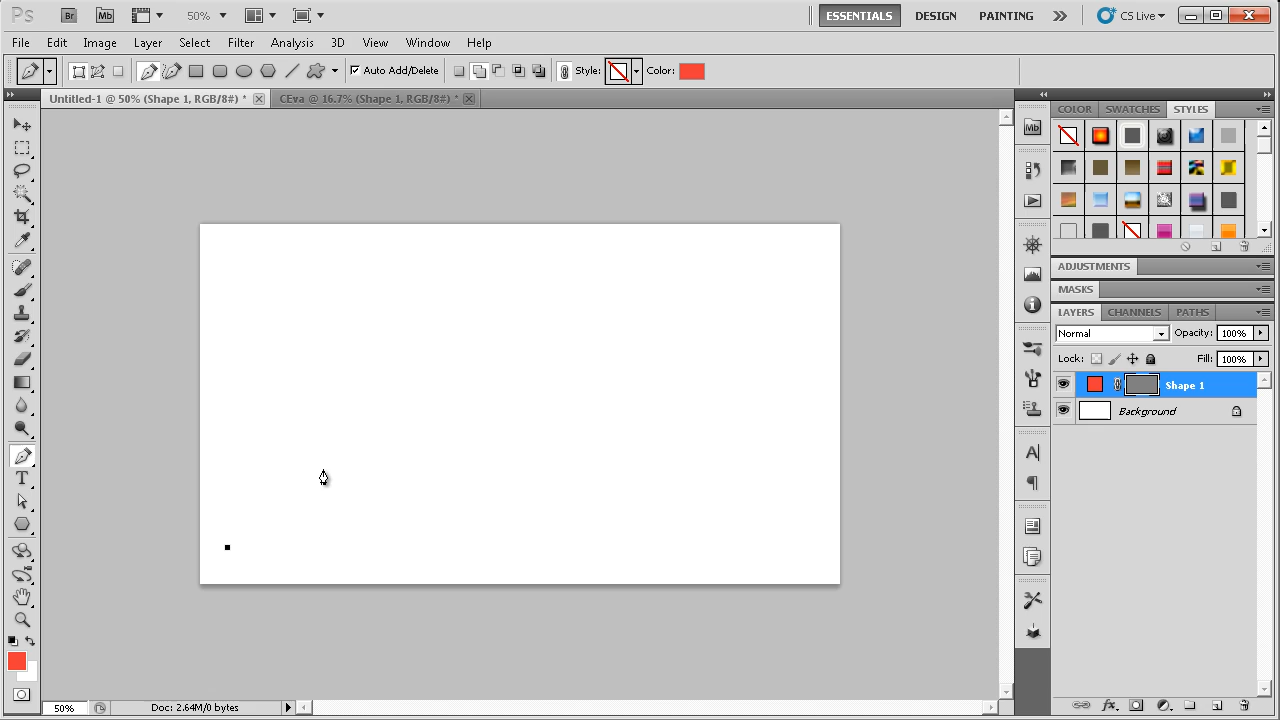 Ps Br Mb 50% ESSENTIALS DESIGN PAINTING CS Live
File Edit Image Layer Select Filter Analysis 3D View Window Help
Auto Add/Delete Style: Color:
Untitled-1 @ 50% (Shape 1, RGB/8#) * CEva @ 16.7% (Shape 1, RGB/8#) *
COLOR SWATCHES STYLES
Mb
ADJUSTMENTS
MASKS
LAYERS CHANNELS PATHS
Normal Opacity: 100%
Lock: Fill: 100%
Shape 1
Background
A
T
50% Doc: 2.64M/0 bytes
fx